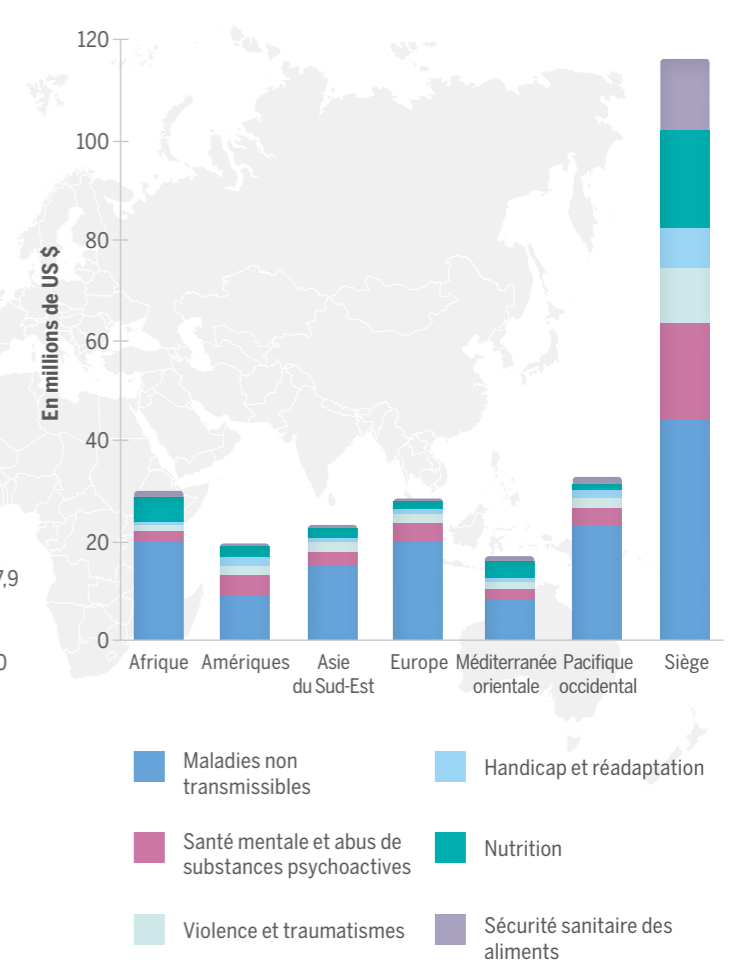 120
100
80
60
40
20
0
En millions de US $
7,9
0
Afrique
Amériques
Asie
du Sud-Est
Europe
Méditerranée
orientale
Pacifique
occidental
Siège
Maladies non
transmissibles
Handicap et réadaptation
Santé mentale et abus de
substances psychoactives
Nutrition
Violence et traumatismes
Sécurité sanitaire des
aliments